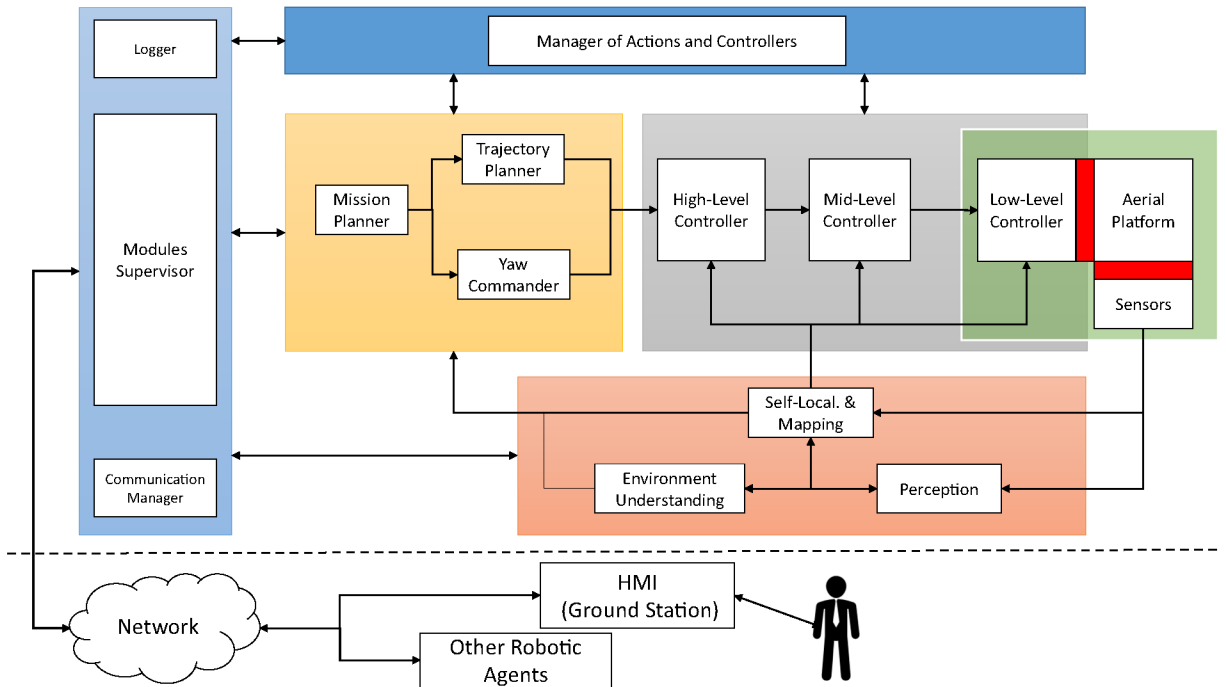 Logger
Manager of Actions and Controllers
Modules
Supervisor
Communication
Manager
Mission
Planner
Trajectory
Planner
Yaw
Commander
High-Level
Controller
Mid-Level
Controller
Low-Level
Controller
Aerial
Platform
Sensors
Self-Local. &
Mapping
Environment
Understanding
Perception
Network
HMI
(Ground Station)
Other Robotic
Agents